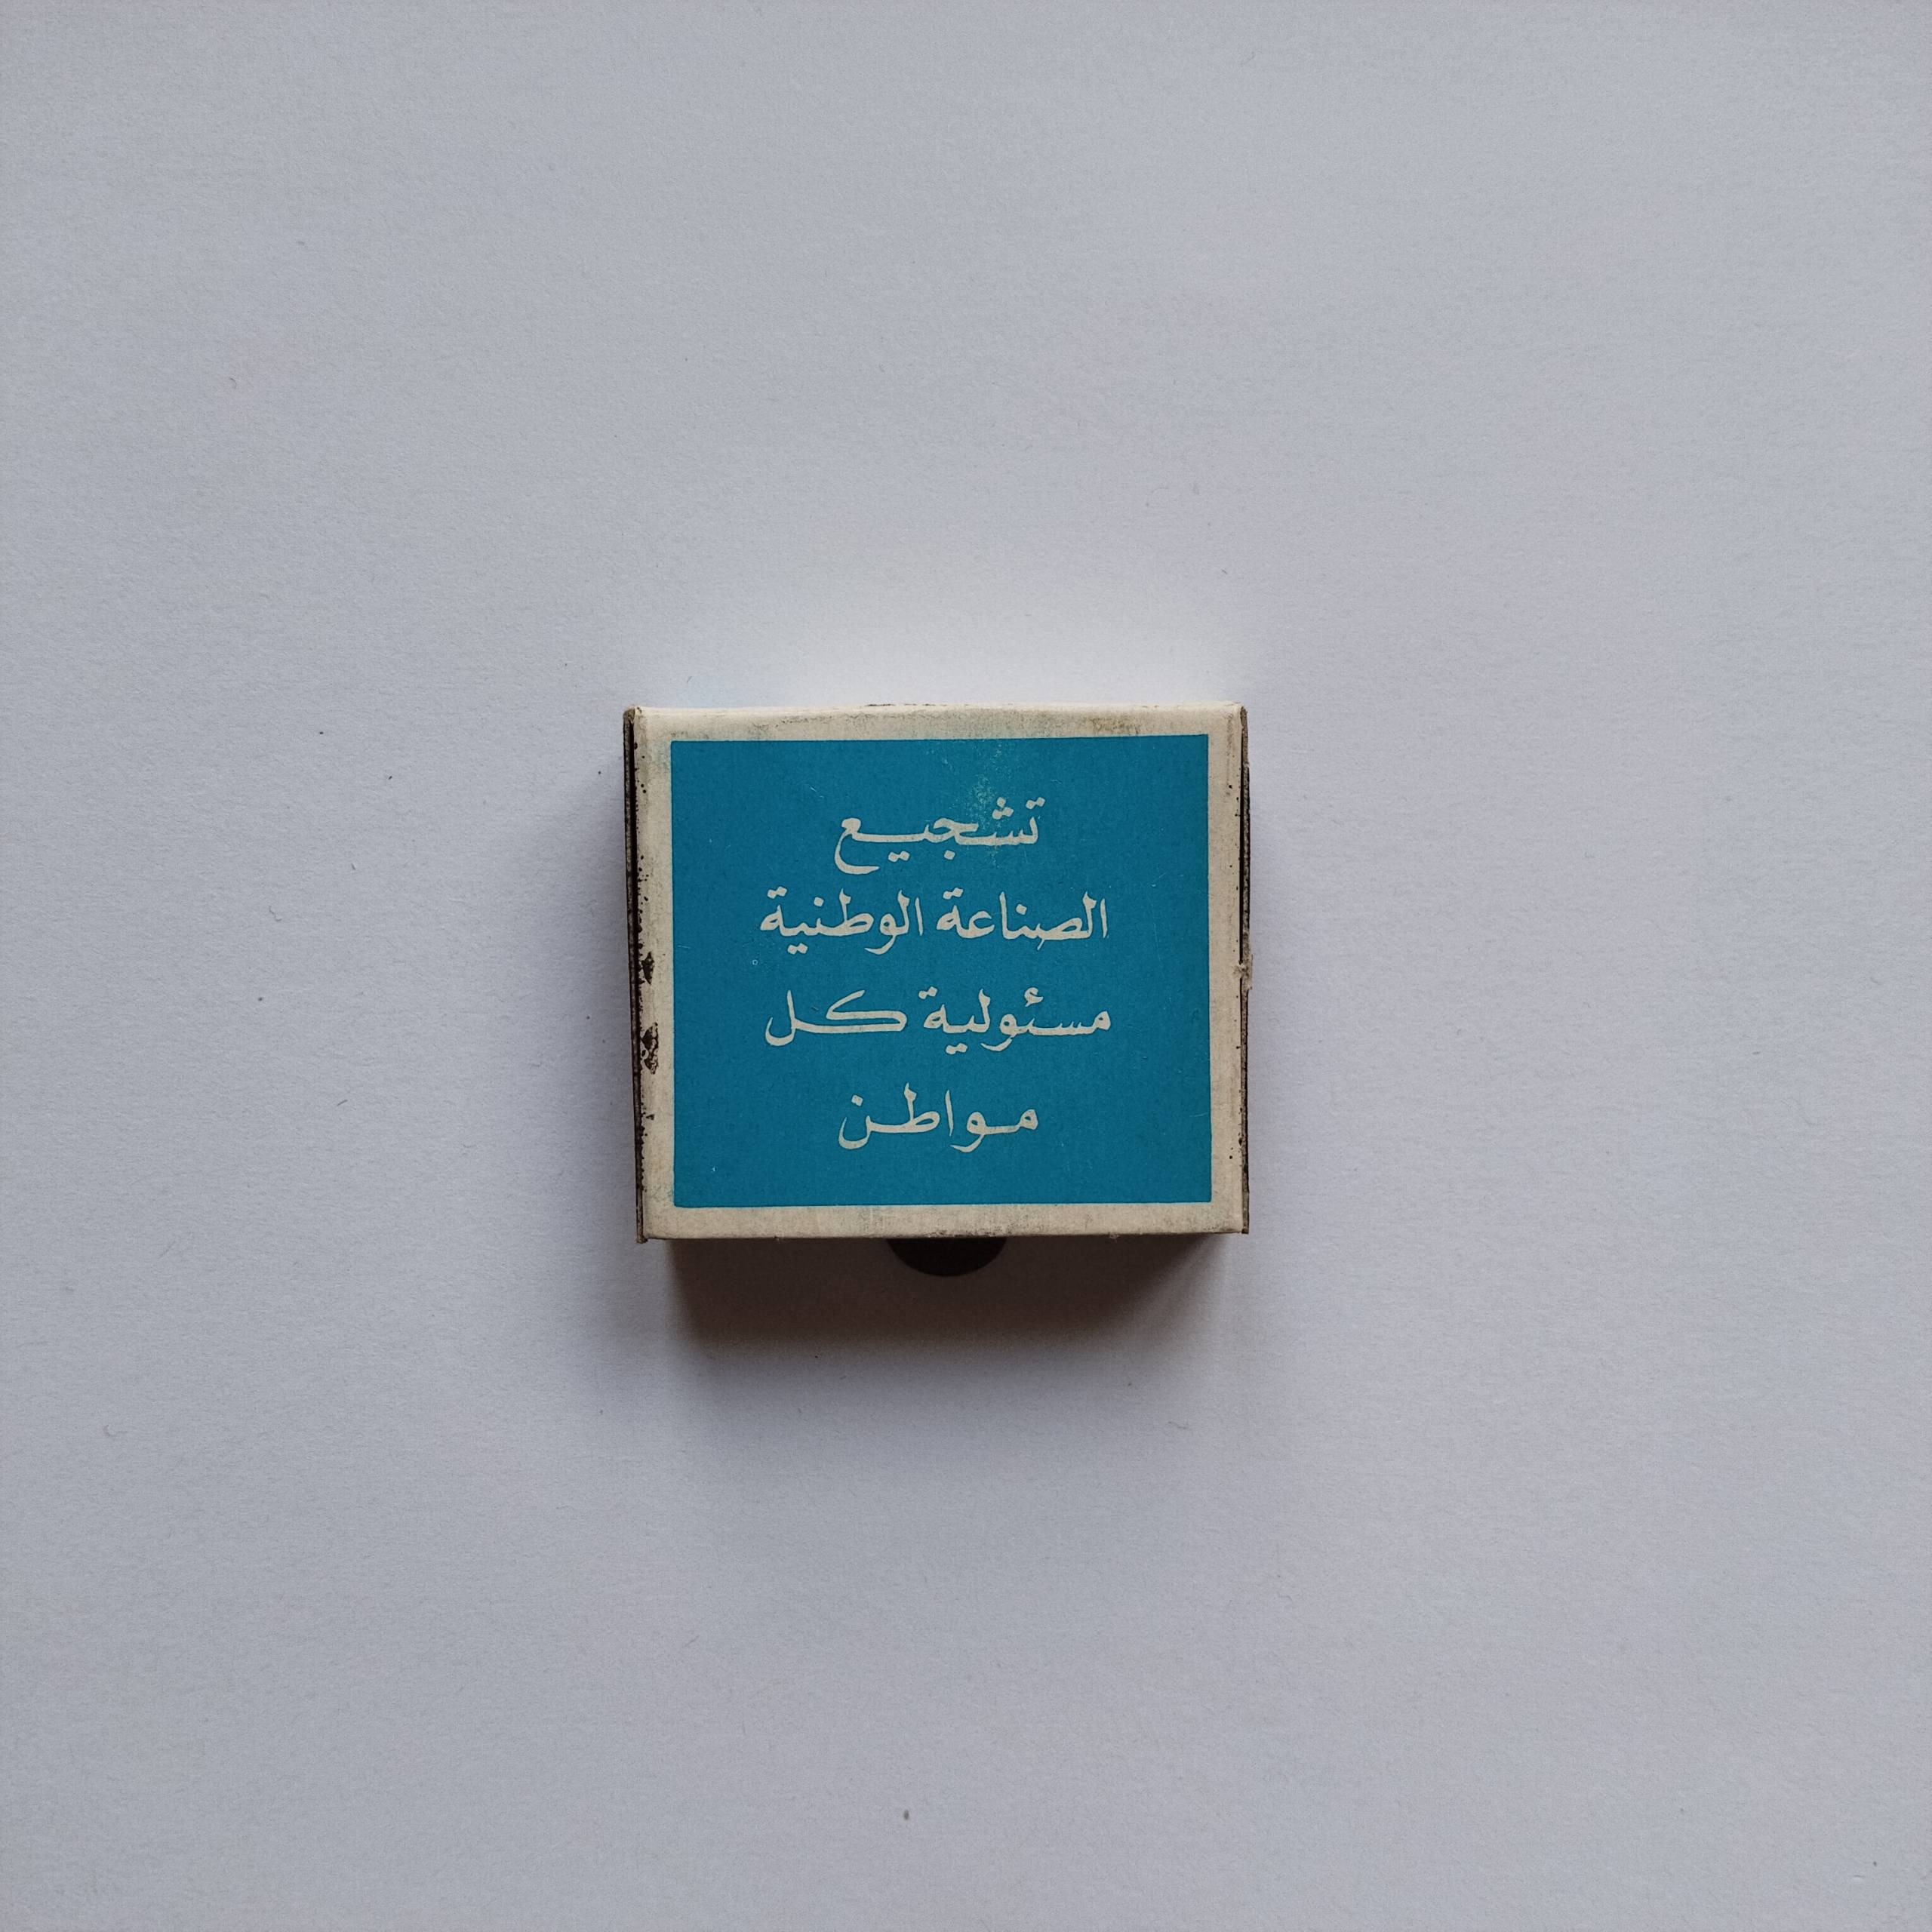 تشجيع
الصناعة الوطنية
مسئولية كل
مواطن